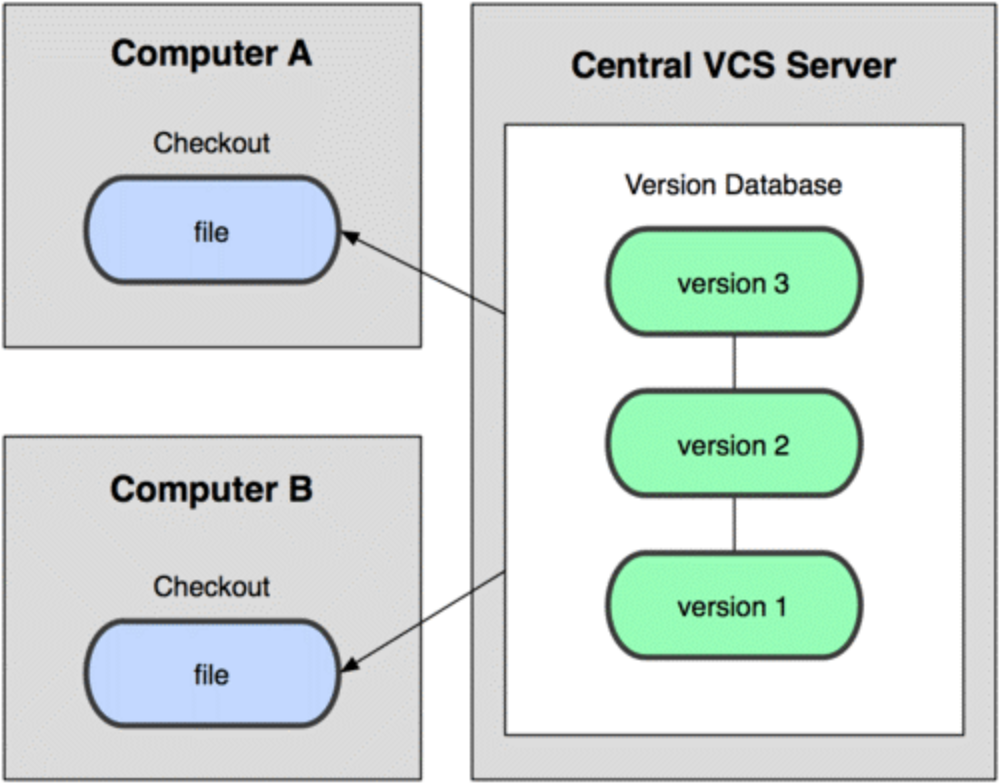 Computer A
Checkout
file
Computer B
Checkout
file
Central VCS Server
Version Database
version 3
version 2
version 1